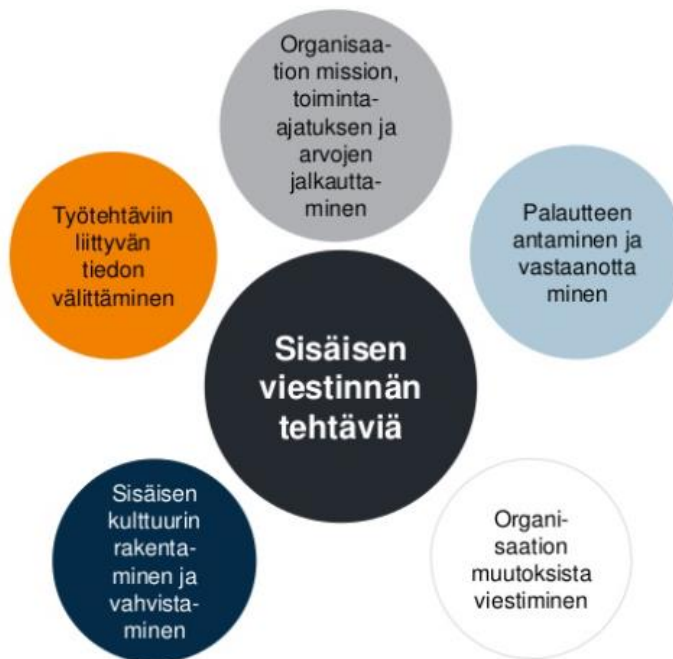 Organisaa-
tion mission,
toiminta-
ajatuksen ja
arvojen
jalkautta-
minen
Työtehtäviin
liittyvän
tiedon
välittäminen
Palautteen
antaminen ja
vastaanotta
minen
Sisäisen
viestinnän
tehtäviä
Sisäisen
kulttuurin
rakenta-
minen ja
vahvista-
minen
Organi-
saation
muutoksista
viestiminen